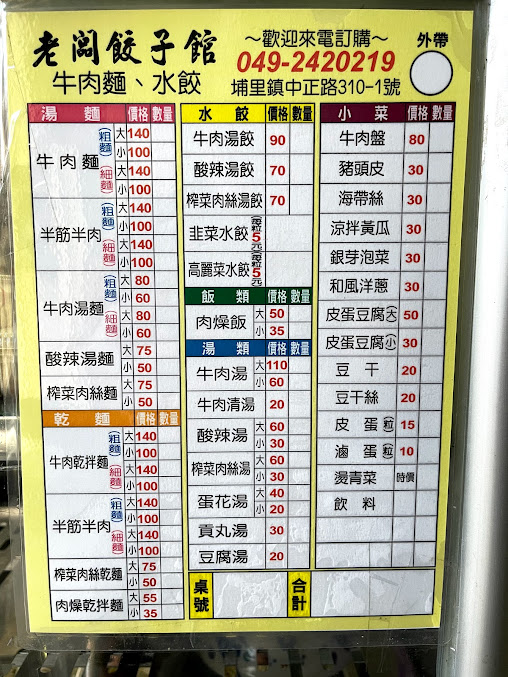 老閣餃子館
牛肉麵、水餃
~歡迎來電訂購~
049-2420219
埔里鎮中正路310-1號
外帶
湯麵 價格 數量
牛肉麵 (粗麵) 大 140
小 100
(細麵) 大 140
小 100
半筋半肉 (粗麵) 大 140
小 100
(細麵) 大 140
小 100
牛肉湯麵 (粗麵) 大 80
小 60
(細麵) 大 80
小 60
酸辣湯麵 大 75
小 50
榨菜肉絲麵 大 75
小 50
乾麵 價格 數量
牛肉乾拌麵 (粗麵) 大 140
小 100
(細麵) 大 140
小 100
半筋半肉 (粗麵) 大 140
小 100
(細麵) 大 140
小 100
榨菜肉絲乾麵 大 75
小 50
肉燥乾拌麵 大 55
小 35
水餃 價格 數量
牛肉湯餃 90
酸辣湯餃 70
榨菜肉絲湯餃 70
韭菜水餃 (每粒5元)
高麗菜水餃 (每粒5元)
飯類 價格 數量
肉燥飯 大 50
小 35
湯類 價格 數量
牛肉湯 大 110
小 60
牛肉清湯 20
酸辣湯 大 60
小 30
榨菜肉絲湯 大 60
小 30
蛋花湯 大 40
小 20
貢丸湯 30
豆腐湯 20
桌號
合計
小菜 價格 數量
牛肉盤 80
豬頭皮 30
海帶絲 30
涼拌黃瓜 30
銀芽泡菜 30
和風洋蔥 30
皮蛋豆腐(大) 50
皮蛋豆腐(小) 30
豆干 20
豆干絲 20
皮蛋(粒) 15
滷蛋(粒) 10
燙青菜 時價
飲料